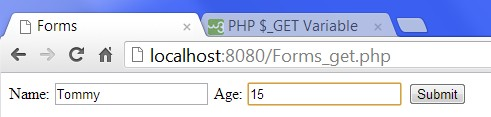 Forms
PHP $_GET Variable
localhost:8080/Forms_get.php
Name: Tommy Age: 15 Submit